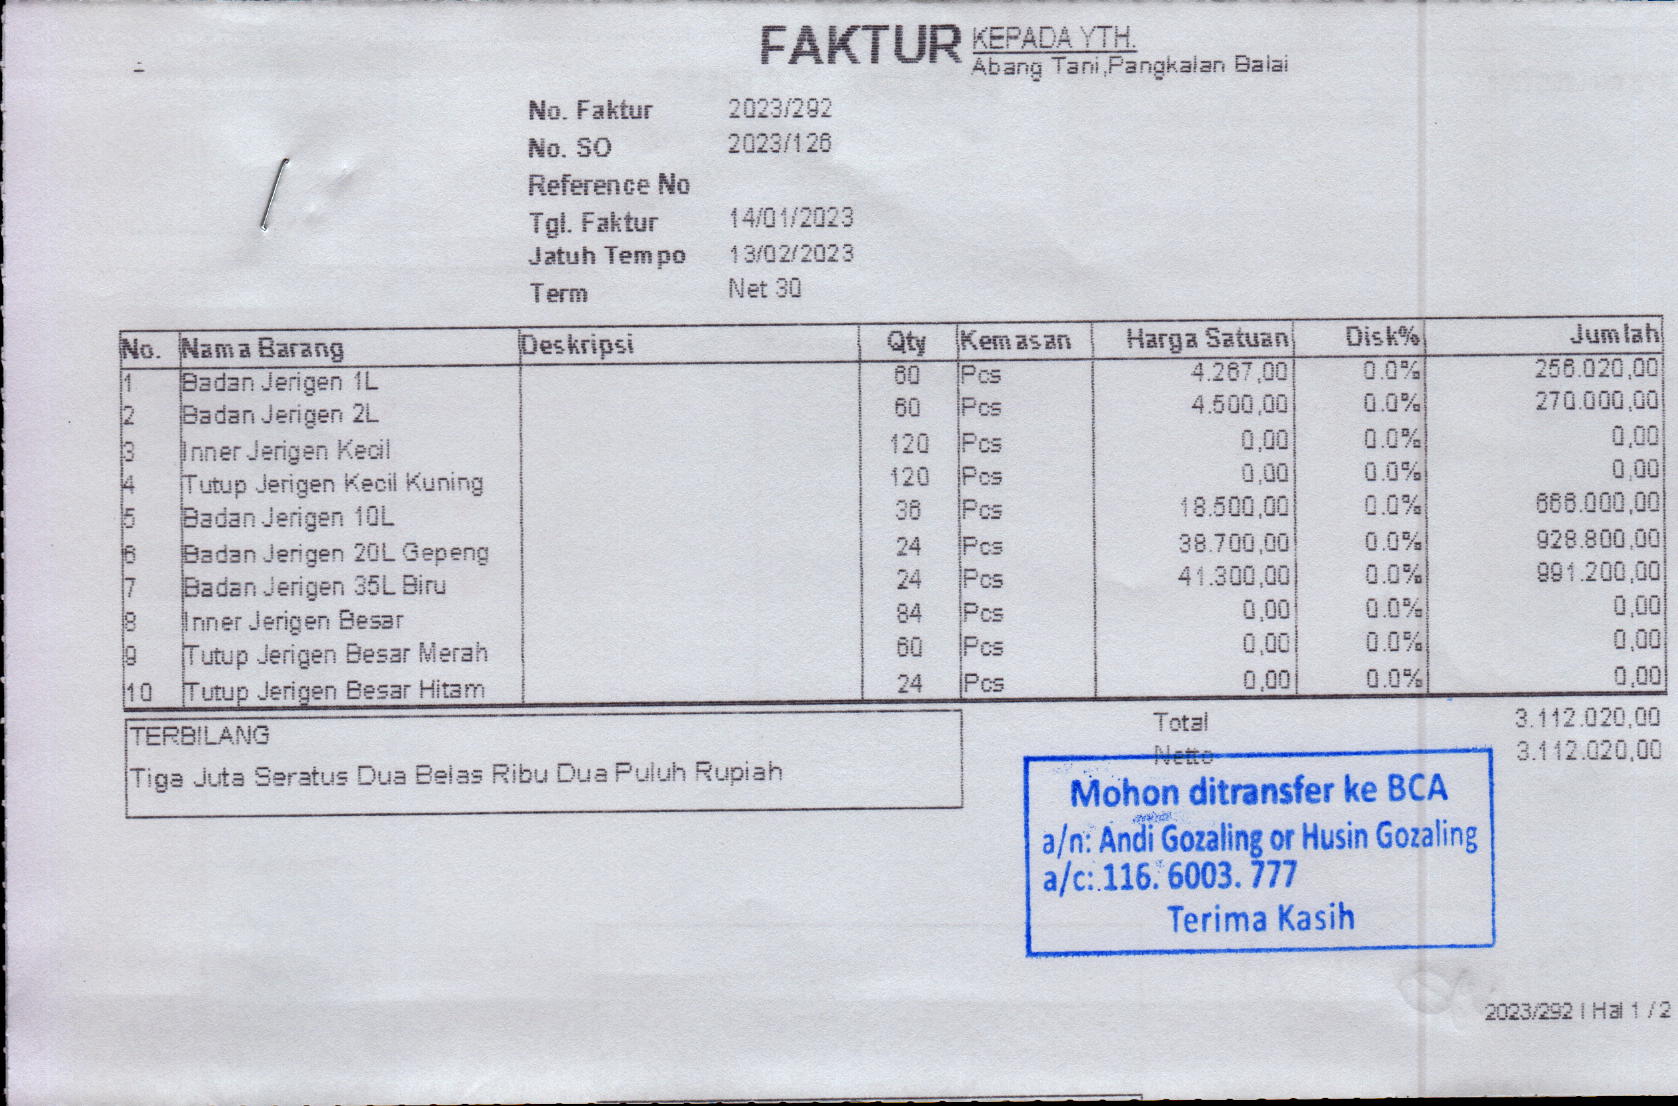 FAKTUR
KEPADA YTH.
Abang Tani,Pangkalan Balai
No. Faktur 2023/292
No. SO 2023/126
Reference No
Tgl. Faktur 14/01/2023
Jatuh Tempo 13/02/2023
Term Net 30
No. Nama Barang Deskripsi Qty Kemasan Harga Satuan Disk% Jumlah
1 Badan Jerigen 1L 60 Pcs 4.267,00 0.0% 256.020,00
2 Badan Jerigen 2L 60 Pcs 4.500,00 0.0% 270.000,00
3 Inner Jerigen Kecil 120 Pcs 0,00 0.0% 0,00
4 Tutup Jerigen Kecil Kuning 120 Pcs 0,00 0.0% 0,00
5 Badan Jerigen 10L 36 Pcs 18.500,00 0.0% 666.000,00
6 Badan Jerigen 20L Gepeng 24 Pcs 38.700,00 0.0% 928.800,00
7 Badan Jerigen 35L Biru 24 Pcs 41.300,00 0.0% 991.200,00
8 Inner Jerigen Besar 84 Pcs 0,00 0.0% 0,00
9 Tutup Jerigen Besar Merah 60 Pcs 0,00 0.0% 0,00
10 Tutup Jerigen Besar Hitam 24 Pcs 0,00 0.0% 0,00
TERBILANG
Tiga Juta Seratus Dua Belas Ribu Dua Puluh Rupiah
Total 3.112.020,00
Netto 3.112.020,00
Mohon ditransfer ke BCA
a/n: Andi Gozaling or Husin Gozaling
a/c: 116. 6003. 777
Terima Kasih
2023/292 | Hal 1 / 2